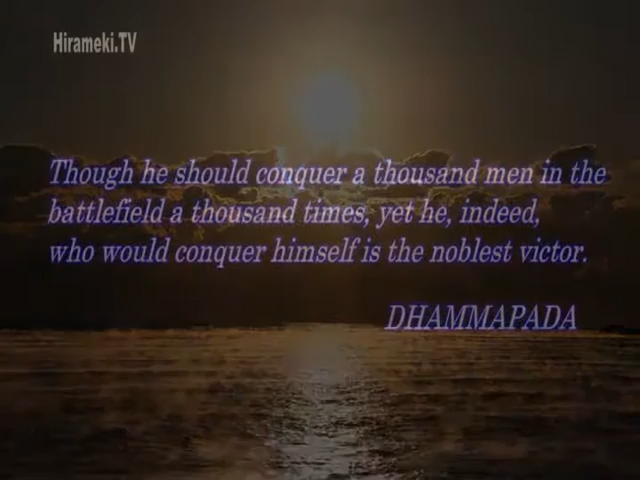 Hirameki.TV
Though he should conquer a thousand men in the
battlefield a thousand times, yet he, indeed,
who would conquer himself is the noblest victor.
DHAMMAPADA